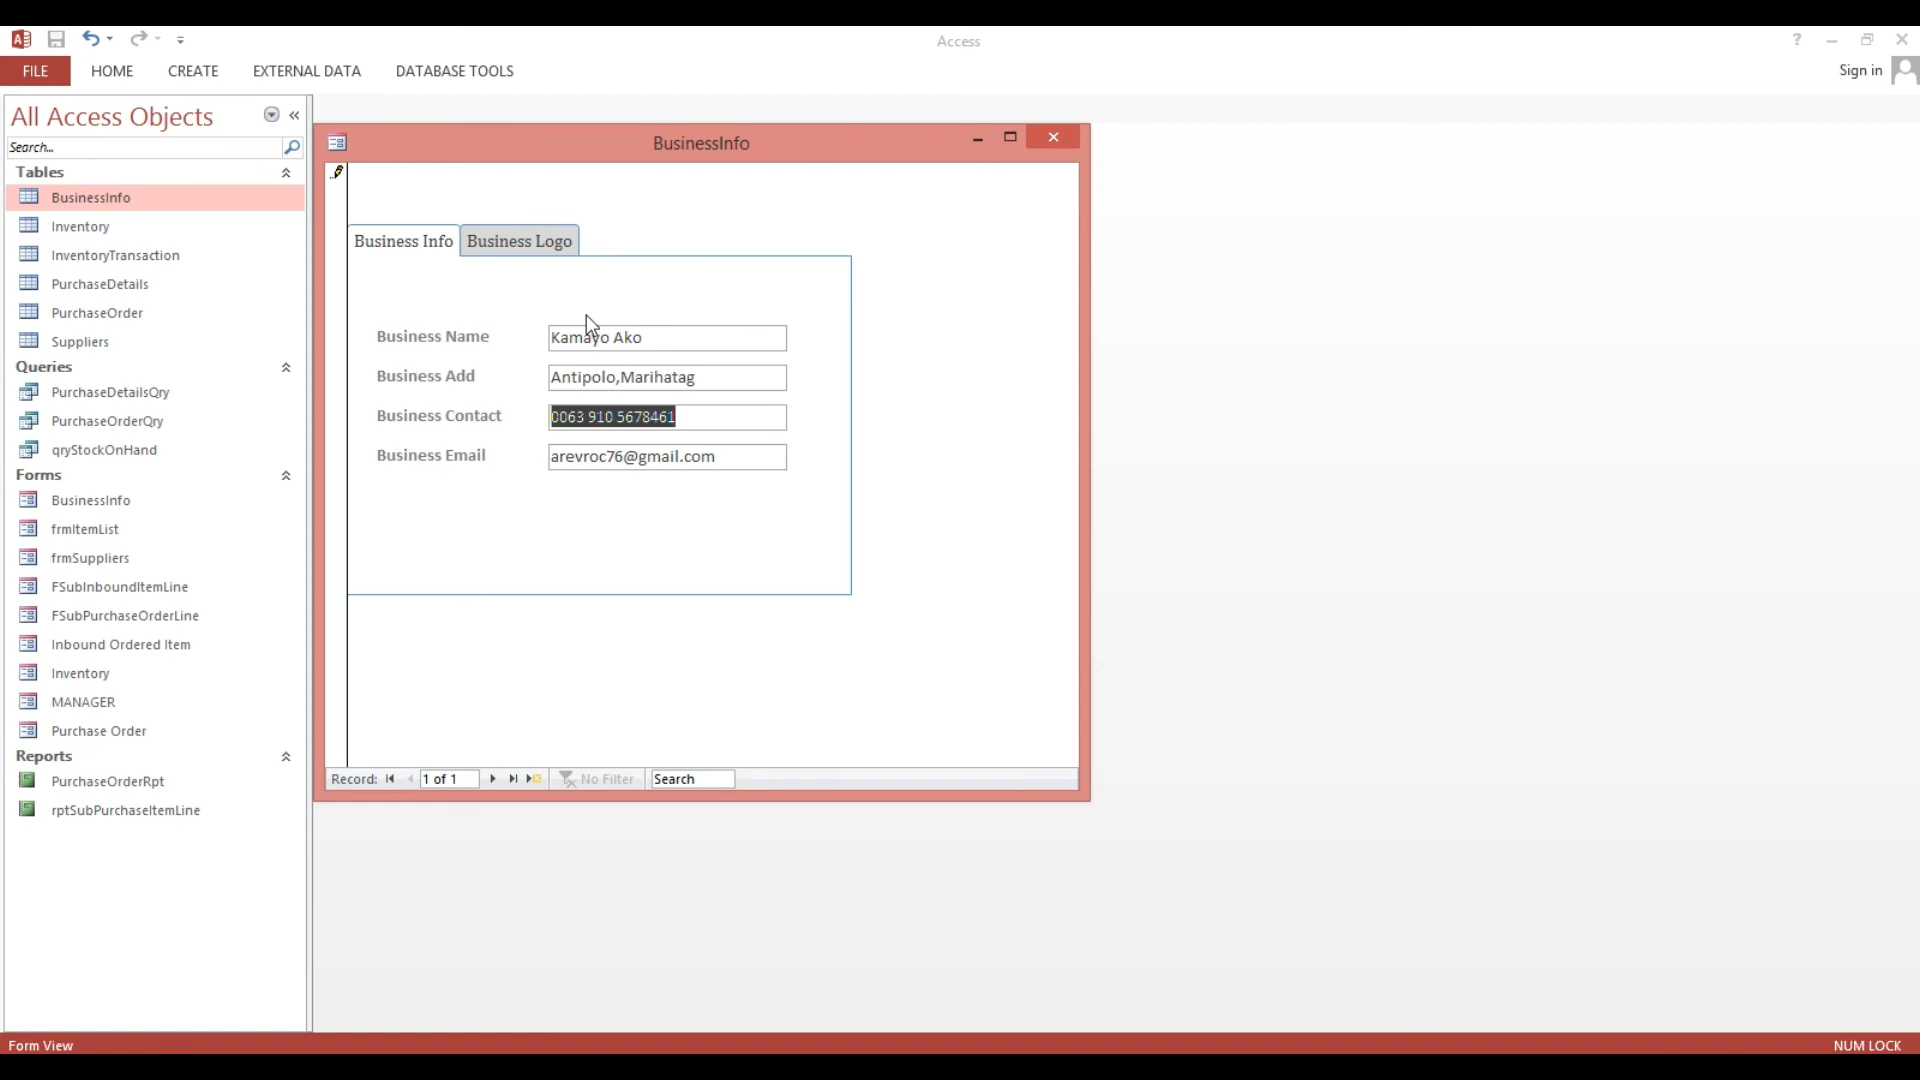 Access
?
FILE HOME CREATE EXTERNAL DATA DATABASE TOOLS
Sign in
All Access Objects
Search...
Tables
BusinessInfo
Inventory
InventoryTransaction
PurchaseDetails
PurchaseOrder
Suppliers
Queries
PurchaseDetailsQry
PurchaseOrderQry
qryStockOnHand
Forms
BusinessInfo
frmItemList
frmSuppliers
FSubInboundItemLine
FSubPurchaseOrderLine
Inbound Ordered Item
Inventory
MANAGER
Purchase Order
Reports
PurchaseOrderRpt
rptSubPurchaseItemLine
BusinessInfo
Business Info Business Logo
Business Name Kamayo Ako
Business Add Antipolo,Marihatag
Business Contact 0063 910 5678461
Business Email arevroc76@gmail.com
Record: 1 of 1 No Filter Search
Form View NUM LOCK